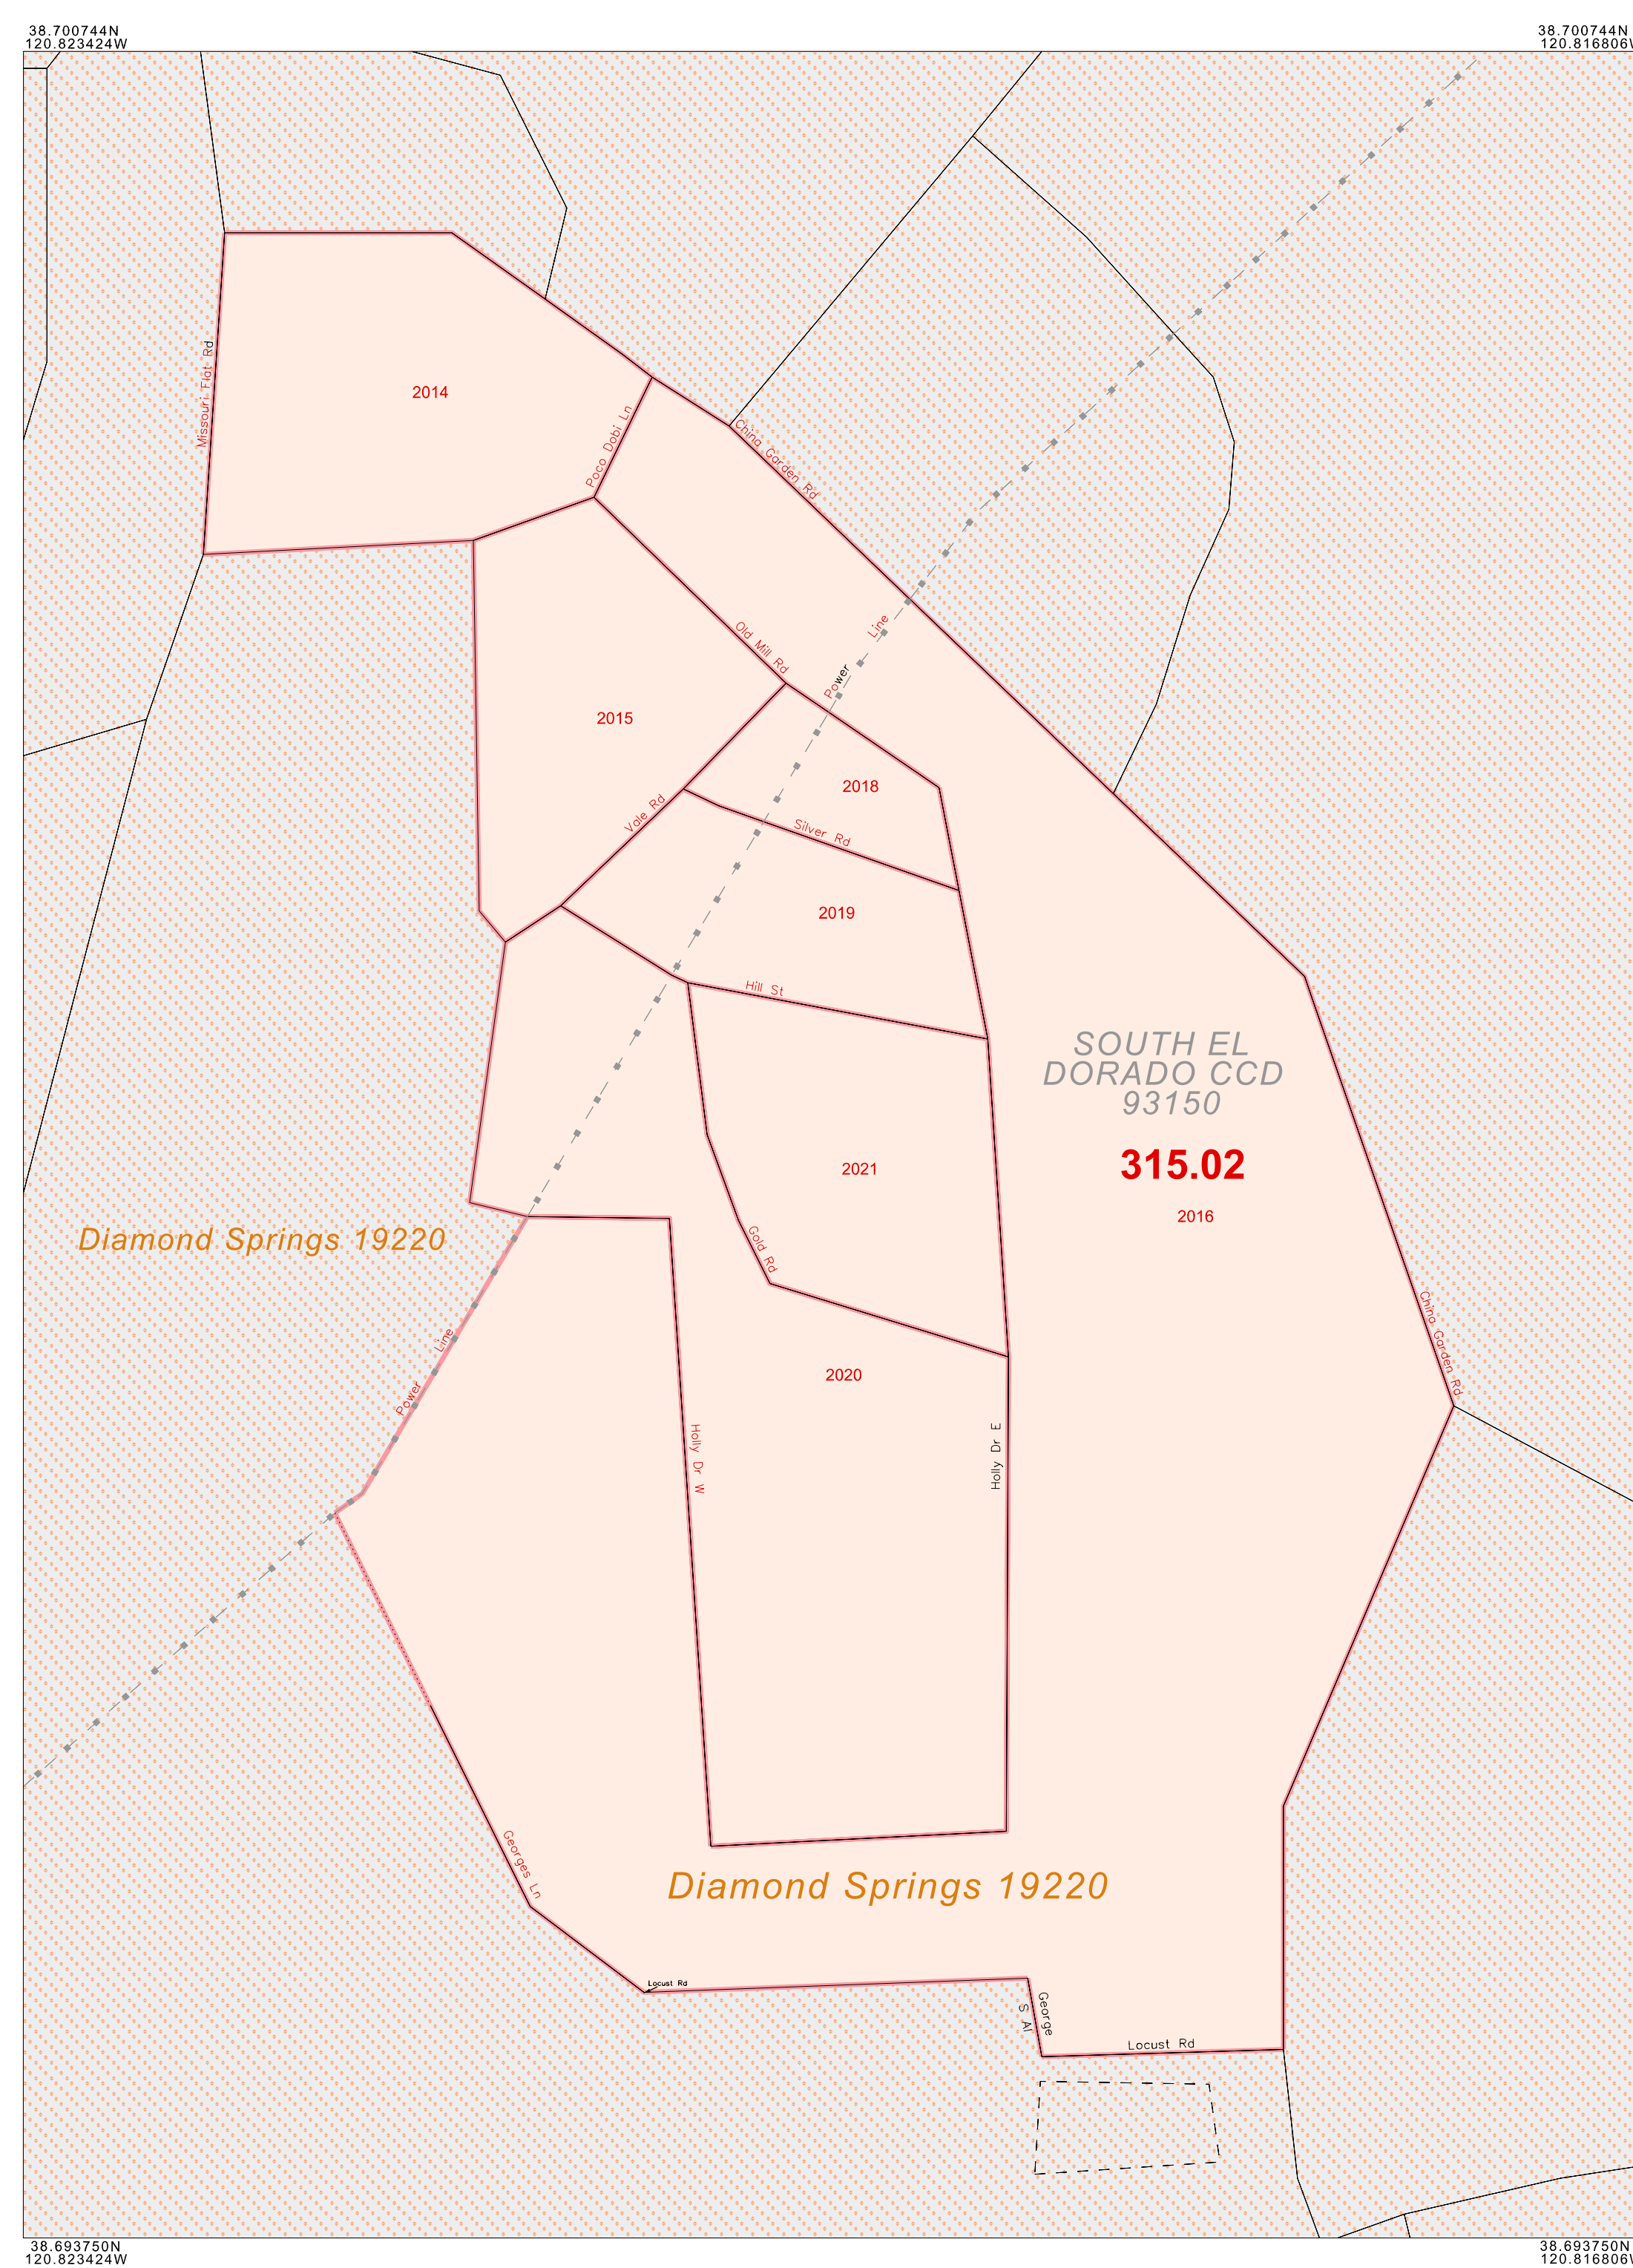 38.700744N
120.823424W
38.700744N
120.816806W
Missouri Flat Rd
2014
Poco Dobi Ln
China Garden Rd
Old Mill Rd
Power Line
2015
2018
Vale Rd
Silver Rd
2019
Hill St
SOUTH EL
DORADO CCD
93150
315.02
2016
2021
Gold Rd
Diamond Springs 19220
Power Line
China Garden Rd
2020
Holly Dr W
Holly Dr E
Georges Ln
Diamond Springs 19220
Locust Rd
George
S Al
Locust Rd
38.693750N
120.823424W
38.693750N
120.816806W